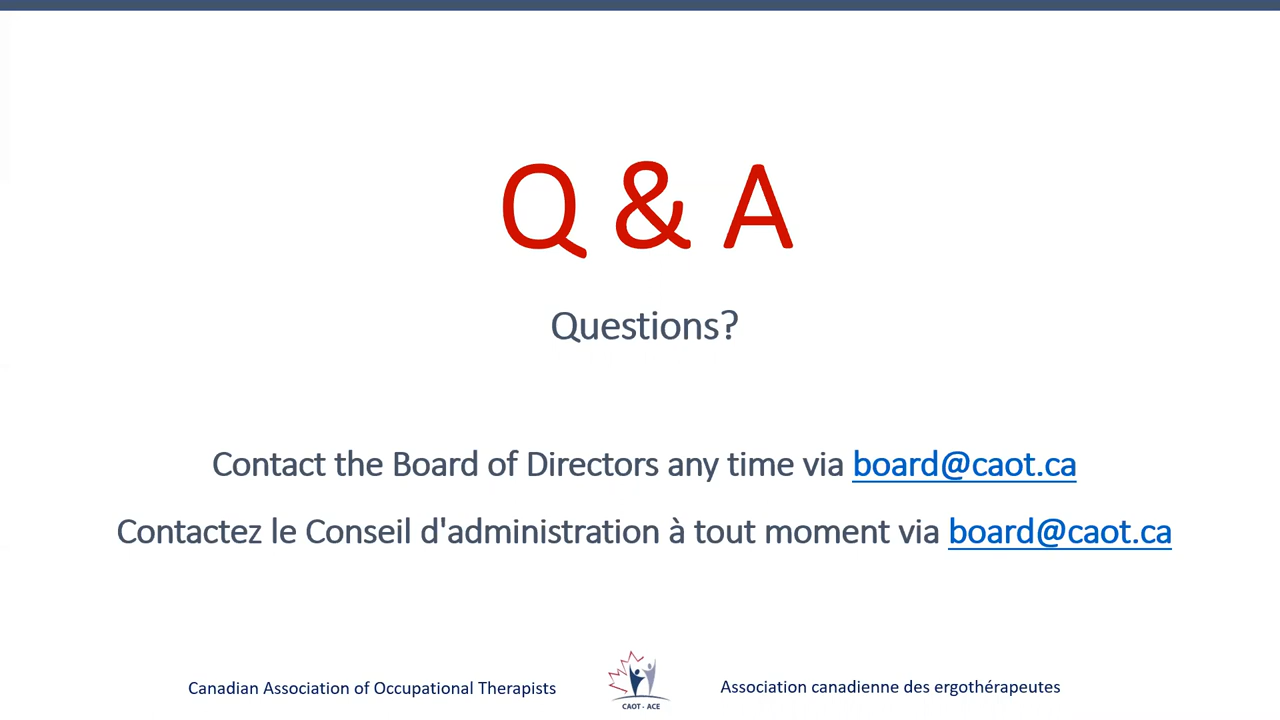 Q & A
Questions?
Contact the Board of Directors any time via board@caot.ca
Contactez le Conseil d'administration à tout moment via board@caot.ca
Canadian Association of Occupational Therapists
CAOT - ACE
Association canadienne des ergothérapeutes